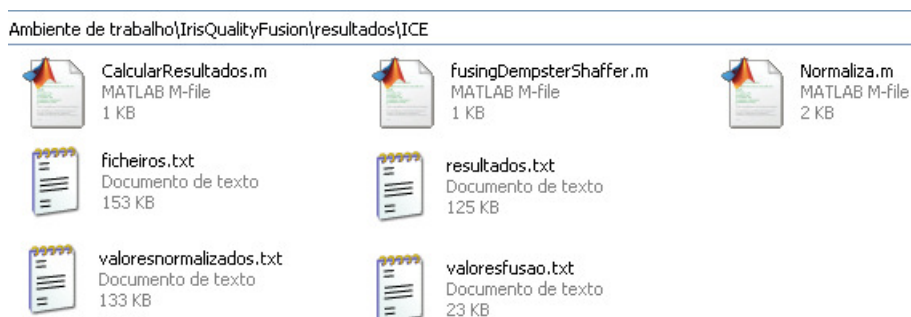 Ambiente de trabalho\IrisQualityFusion\resultados\ICE
CalcularResultados.m
MATLAB M-file
1 KB
fusingDempsterShaffer.m
MATLAB M-file
1 KB
Normaliza.m
MATLAB M-file
2 KB
ficheiros.txt
Documento de texto
153 KB
resultados.txt
Documento de texto
125 KB
valoresnormalizados.txt
Documento de texto
133 KB
valoresfusao.txt
Documento de texto
23 KB